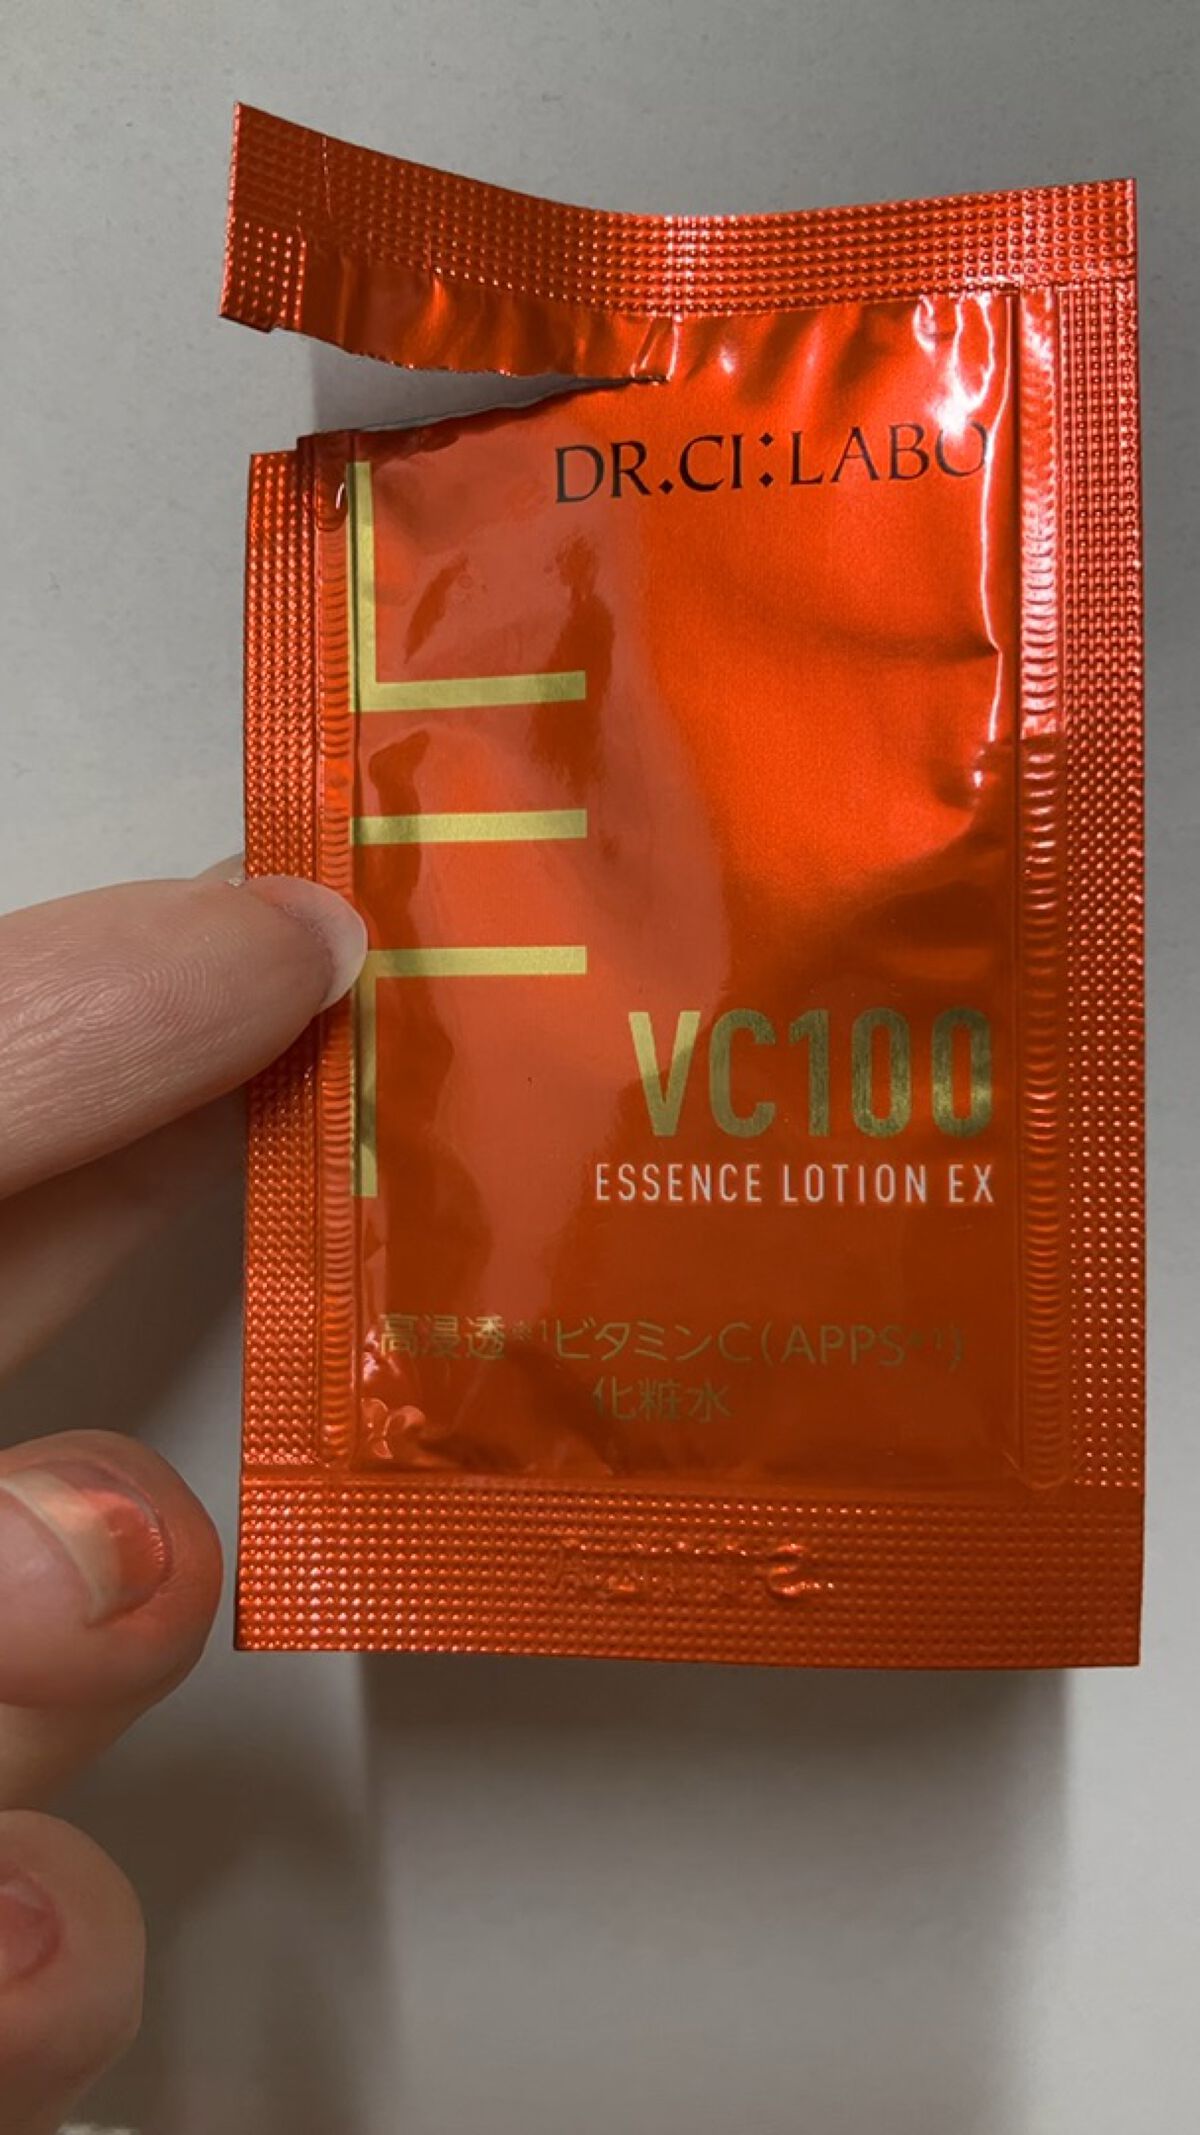 DR.CI:LABO
VC100
ESSENCE LOTION EX
高浸透※1ビタミンC(APPS※1)
化粧水